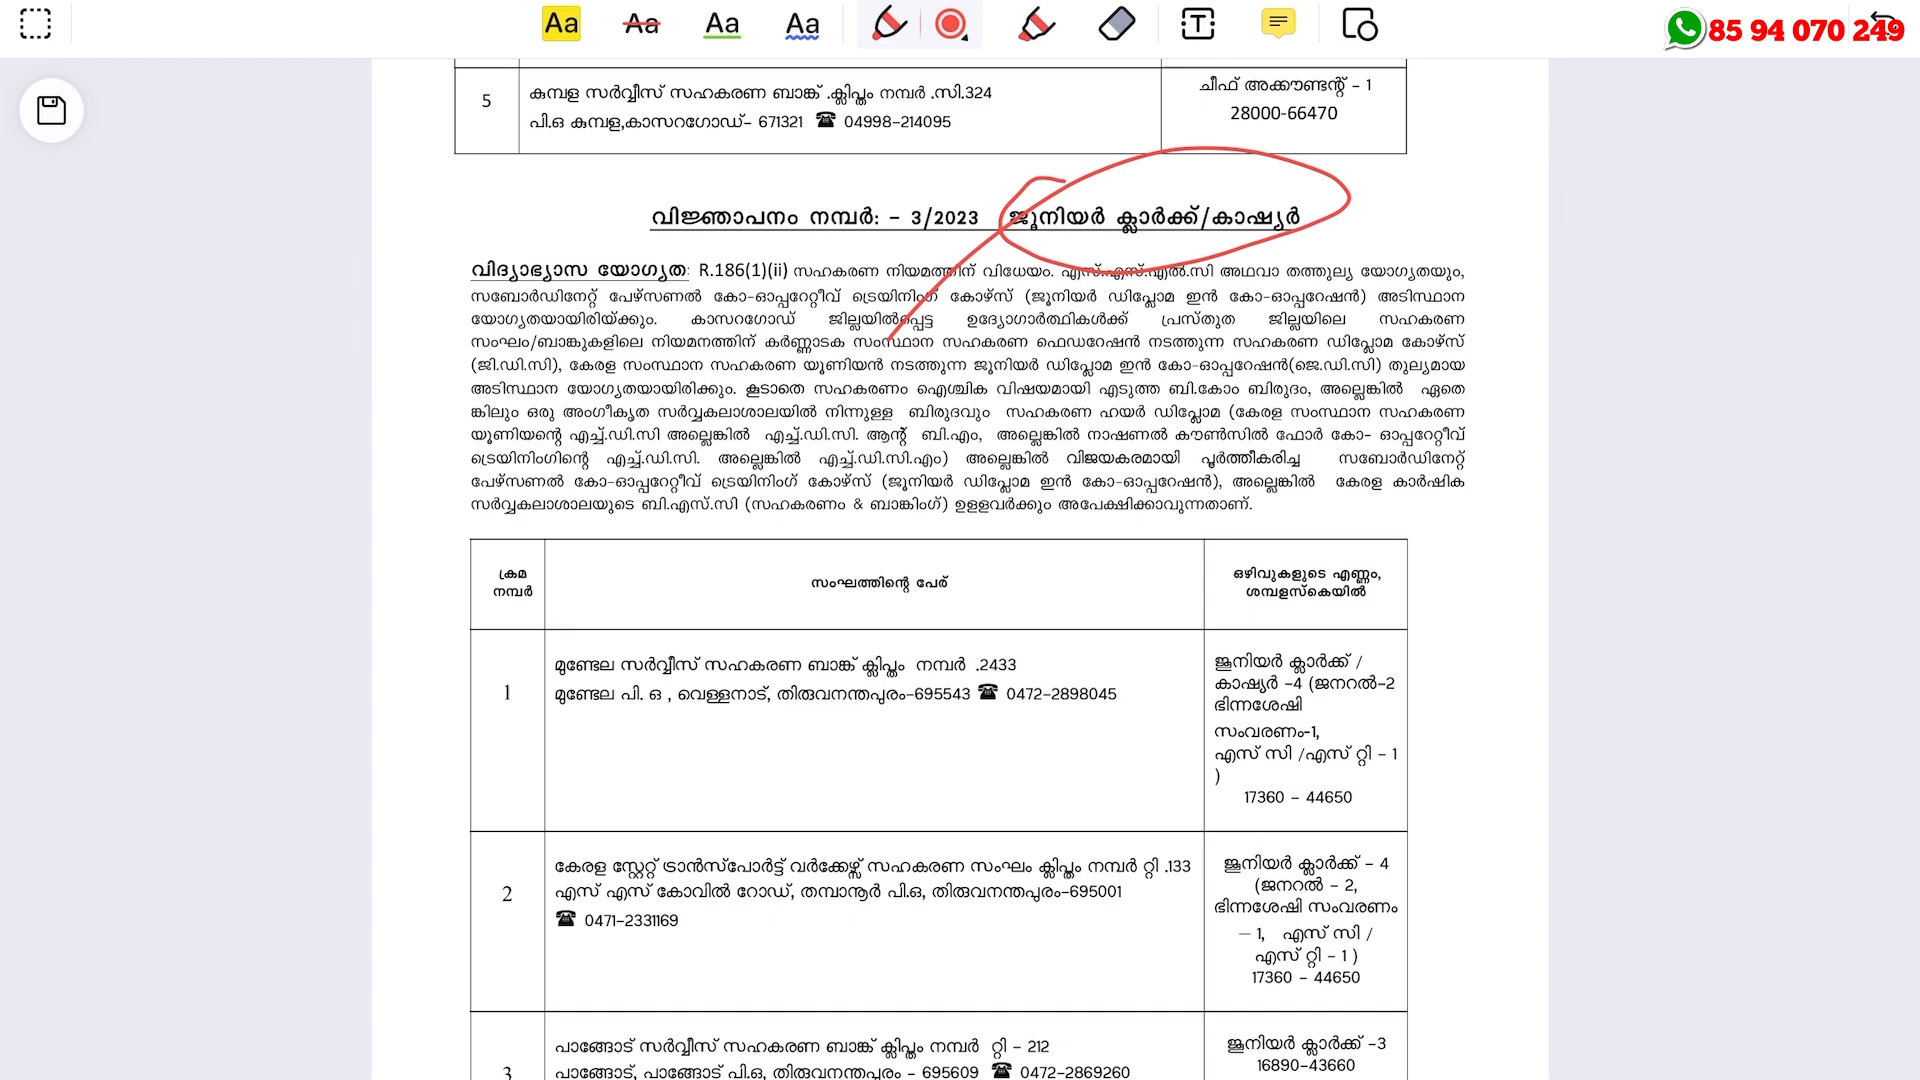 Aa Aa Aa Aa T
85 94 070 249
5 കുമ്പള സർവ്വീസ് സഹകരണ ബാങ്ക് .ക്ലിപ്തം നമ്പർ .സി.324 ചീഫ് അക്കൗണ്ടന്റ് – 1
പി.ഒ കുമ്പള,കാസറഗോഡ്– 671321 ☎ 04998–214095 28000-66470
വിജ്ഞാപനം നമ്പർ: – 3/2023 ജൂനിയർ ക്ലാർക്ക്/കാഷ്യർ
വിദ്യാഭ്യാസ യോഗ്യത: R.186(1)(ii) സഹകരണ നിയമത്തിന് വിധേയം. എസ്.എസ്.എൽ.സി അഥവാ തത്തുല്യ യോഗ്യതയും,
സബോർഡിനേറ്റ് പേഴ്സണൽ കോ–ഓപ്പറേറ്റീവ് ട്രെയിനിംഗ് കോഴ്സ് (ജൂനിയർ ഡിപ്ലോമ ഇൻ കോ–ഓപ്പറേഷൻ) അടിസ്ഥാന
യോഗ്യതയായിരിയ്ക്കും. കാസറഗോഡ് ജില്ലയിൽപ്പെട്ട ഉദ്യോഗാർത്ഥികൾക്ക് പ്രസ്തുത ജില്ലയിലെ സഹകരണ
സംഘം/ബാങ്കുകളിലെ നിയമനത്തിന് കർണ്ണാടക സംസ്ഥാന സഹകരണ ഫെഡറേഷൻ നടത്തുന്ന സഹകരണ ഡിപ്ലോമ കോഴ്സ്
(ജി.ഡി.സി), കേരള സംസ്ഥാന സഹകരണ യൂണിയൻ നടത്തുന്ന ജൂനിയർ ഡിപ്ലോമ ഇൻ കോ–ഓപ്പറേഷൻ(ജെ.ഡി.സി) തുല്യമായ
അടിസ്ഥാന യോഗ്യതയായിരിക്കും. കൂടാതെ സഹകരണം ഐശ്ചിക വിഷയമായി എടുത്ത ബി.കോം ബിരുദം, അല്ലെങ്കിൽ ഏതെ
ങ്കിലും ഒരു അംഗീകൃത സർവ്വകലാശാലയിൽ നിന്നുള്ള ബിരുദവും സഹകരണ ഹയർ ഡിപ്ലോമ (കേരള സംസ്ഥാന സഹകരണ
യൂണിയന്റെ എച്ച്.ഡി.സി അല്ലെങ്കിൽ എച്ച്.ഡി.സി. ആന്റ് ബി.എം, അല്ലെങ്കിൽ നാഷണൽ കൗൺസിൽ ഫോർ കോ– ഓപ്പറേറ്റീവ്
ട്രെയിനിംഗിന്റെ എച്ച്.ഡി.സി. അല്ലെങ്കിൽ എച്ച്.ഡി.സി.എം) അല്ലെങ്കിൽ വിജയകരമായി പൂർത്തീകരിച്ച സബോർഡിനേറ്റ്
പേഴ്സണൽ കോ–ഓപ്പറേറ്റീവ് ട്രെയിനിംഗ് കോഴ്സ് (ജൂനിയർ ഡിപ്ലോമ ഇൻ കോ–ഓപ്പറേഷൻ), അല്ലെങ്കിൽ കേരള കാർഷിക
സർവ്വകലാശാലയുടെ ബി.എസ്.സി (സഹകരണം & ബാങ്കിംഗ്) ഉളളവർക്കും അപേക്ഷിക്കാവുന്നതാണ്.
ക്രമ
നമ്പർ
സംഘത്തിന്റെ പേര്
ഒഴിവുകളുടെ എണ്ണം,
ശമ്പളസ്കെയിൽ
1
മുണ്ടേല സർവ്വീസ് സഹകരണ ബാങ്ക് ക്ലിപ്തം നമ്പർ .2433
മുണ്ടേല പി. ഒ , വെള്ളനാട്, തിരുവനന്തപുരം–695543 ☎ 0472–2898045
ജൂനിയർ ക്ലാർക്ക് /
കാഷ്യർ –4 (ജനറൽ–2
ഭിന്നശേഷി
സംവരണം-1,
എസ് സി /എസ് റ്റി – 1
)
17360 – 44650
2
കേരള സ്റ്റേറ്റ് ട്രാൻസ്പോർട്ട് വർക്കേഴ്സ് സഹകരണ സംഘം ക്ലിപ്തം നമ്പർ റ്റി .133
എസ് എസ് കോവിൽ റോഡ്, തമ്പാനൂർ പി.ഒ, തിരുവനന്തപുരം–695001
☎ 0471–2331169
ജൂനിയർ ക്ലാർക്ക് – 4
(ജനറൽ – 2,
ഭിന്നശേഷി സംവരണം
– 1, എസ് സി /
എസ് റ്റി – 1 )
17360 – 44650
3
പാങ്ങോട് സർവ്വീസ് സഹകരണ ബാങ്ക് ക്ലിപ്തം നമ്പർ റ്റി – 212
പാങ്ങോട്, പാങ്ങോട് പി.ഒ, തിരുവനന്തപുരം – 695609 ☎ 0472–2869260
ജൂനിയർ ക്ലാർക്ക് –3
16890–43660